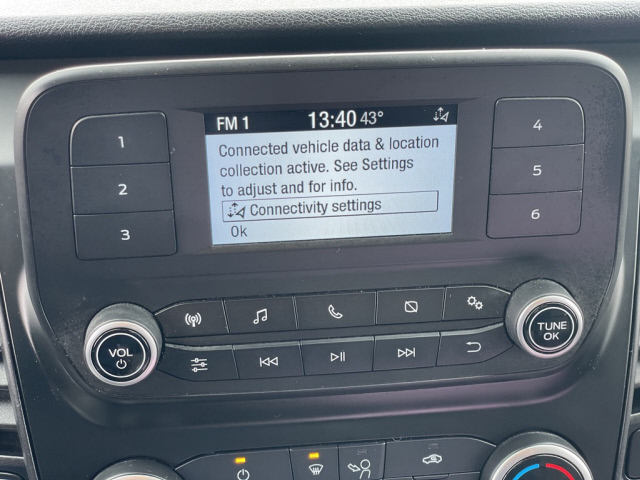 FM 1 13:40 43°
Connected vehicle data & location
collection active. See Settings
to adjust and for info.
Connectivity settings
Ok
1
2
3
4
5
6
VOL
TUNE
OK